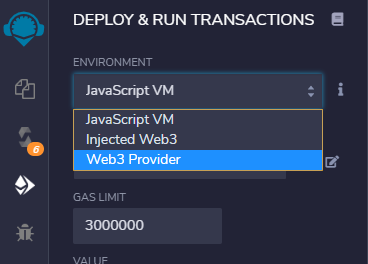 DEPLOY & RUN TRANSACTIONS
ENVIRONMENT
JavaScript VM
JavaScript VM
Injected Web3
Web3 Provider
6
GAS LIMIT
3000000
VALUE